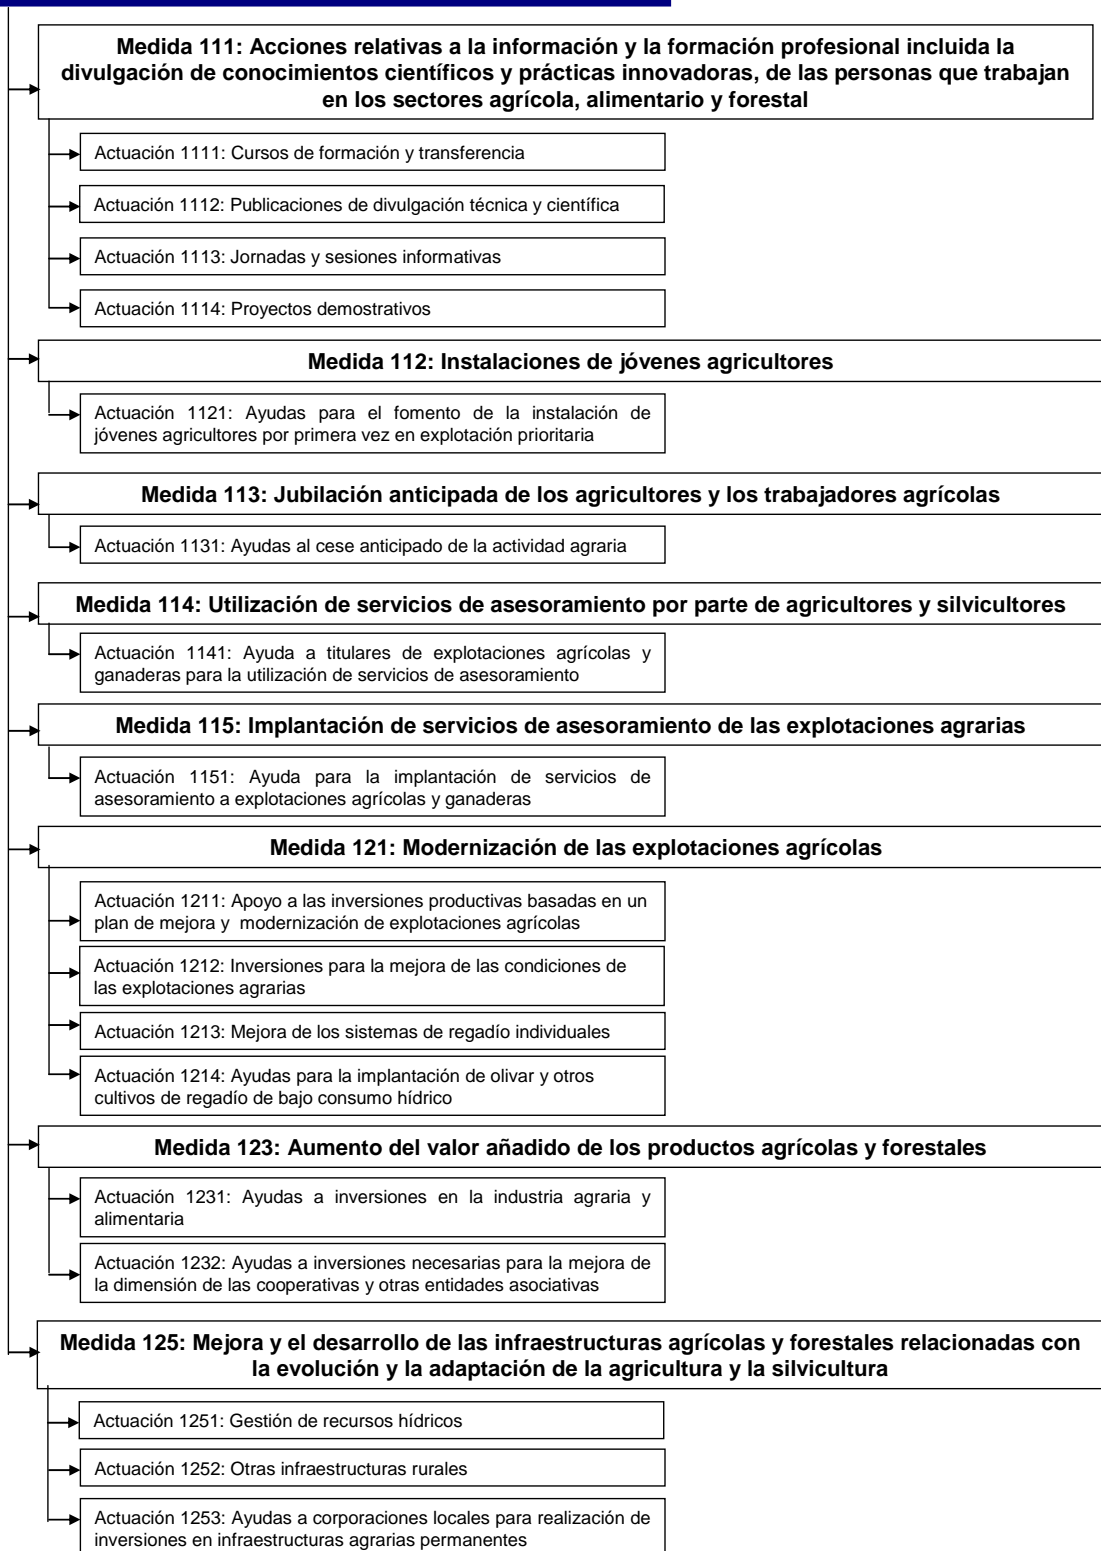 Medida 111: Acciones relativas a la información y la formación profesional incluida la
divulgación de conocimientos científicos y prácticas innovadoras, de las personas que trabajan
en los sectores agrícola, alimentario y forestal
Actuación 1111: Cursos de formación y transferencia
Actuación 1112: Publicaciones de divulgación técnica y científica
Actuación 1113: Jornadas y sesiones informativas
Actuación 1114: Proyectos demostrativos
Medida 112: Instalaciones de jóvenes agricultores
Actuación 1121: Ayudas para el fomento de la instalación de
jóvenes agricultores por primera vez en explotación prioritaria
Medida 113: Jubilación anticipada de los agricultores y los trabajadores agrícolas
Actuación 1131: Ayudas al cese anticipado de la actividad agraria
Medida 114: Utilización de servicios de asesoramiento por parte de agricultores y silvicultores
Actuación 1141: Ayuda a titulares de explotaciones agrícolas y
ganaderas para la utilización de servicios de asesoramiento
Medida 115: Implantación de servicios de asesoramiento de las explotaciones agrarias
Actuación 1151: Ayuda para la implantación de servicios de
asesoramiento a explotaciones agrícolas y ganaderas
Medida 121: Modernización de las explotaciones agrícolas
Actuación 1211: Apoyo a las inversiones productivas basadas en un
plan de mejora y modernización de explotaciones agrícolas
Actuación 1212: Inversiones para la mejora de las condiciones de
las explotaciones agrarias
Actuación 1213: Mejora de los sistemas de regadío individuales
Actuación 1214: Ayudas para la implantación de olivar y otros
cultivos de regadío de bajo consumo hídrico
Medida 123: Aumento del valor añadido de los productos agrícolas y forestales
Actuación 1231: Ayudas a inversiones en la industria agraria y
alimentaria
Actuación 1232: Ayudas a inversiones necesarias para la mejora de
la dimensión de las cooperativas y otras entidades asociativas
Medida 125: Mejora y el desarrollo de las infraestructuras agrícolas y forestales relacionadas con
la evolución y la adaptación de la agricultura y la silvicultura
Actuación 1251: Gestión de recursos hídricos
Actuación 1252: Otras infraestructuras rurales
Actuación 1253: Ayudas a corporaciones locales para realización de
inversiones en infraestructuras agrarias permanentes